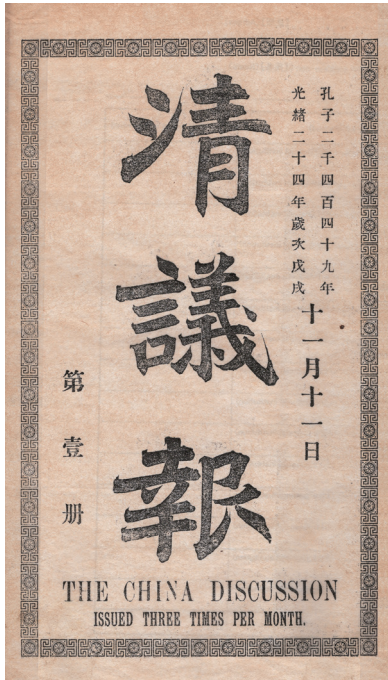 孔子二千四百四十九年
光緒二十四年歲次戊戌
十一月十一日
清議報
第壹册
THE CHINA DISCUSSION
ISSUED THREE TIMES PER MONTH.